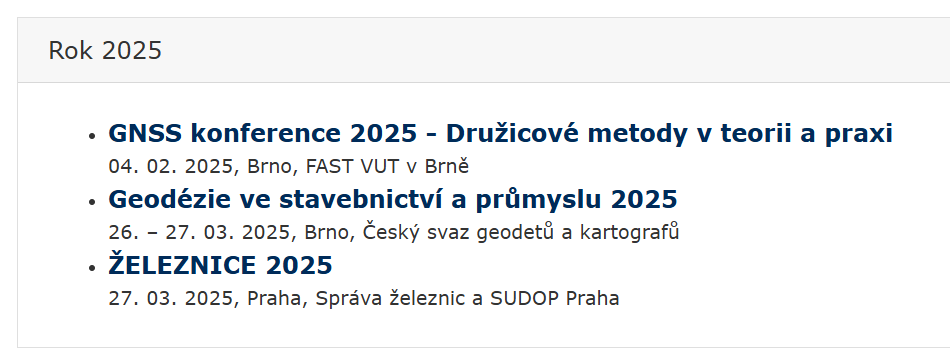 Rok 2025
GNSS konference 2025 - Družicové metody v teorii a praxi
04. 02. 2025, Brno, FAST VUT v Brně
Geodézie ve stavebnictví a průmyslu 2025
26. – 27. 03. 2025, Brno, Český svaz geodetů a kartografů
ŽELEZNICE 2025
27. 03. 2025, Praha, Správa železnic a SUDOP Praha